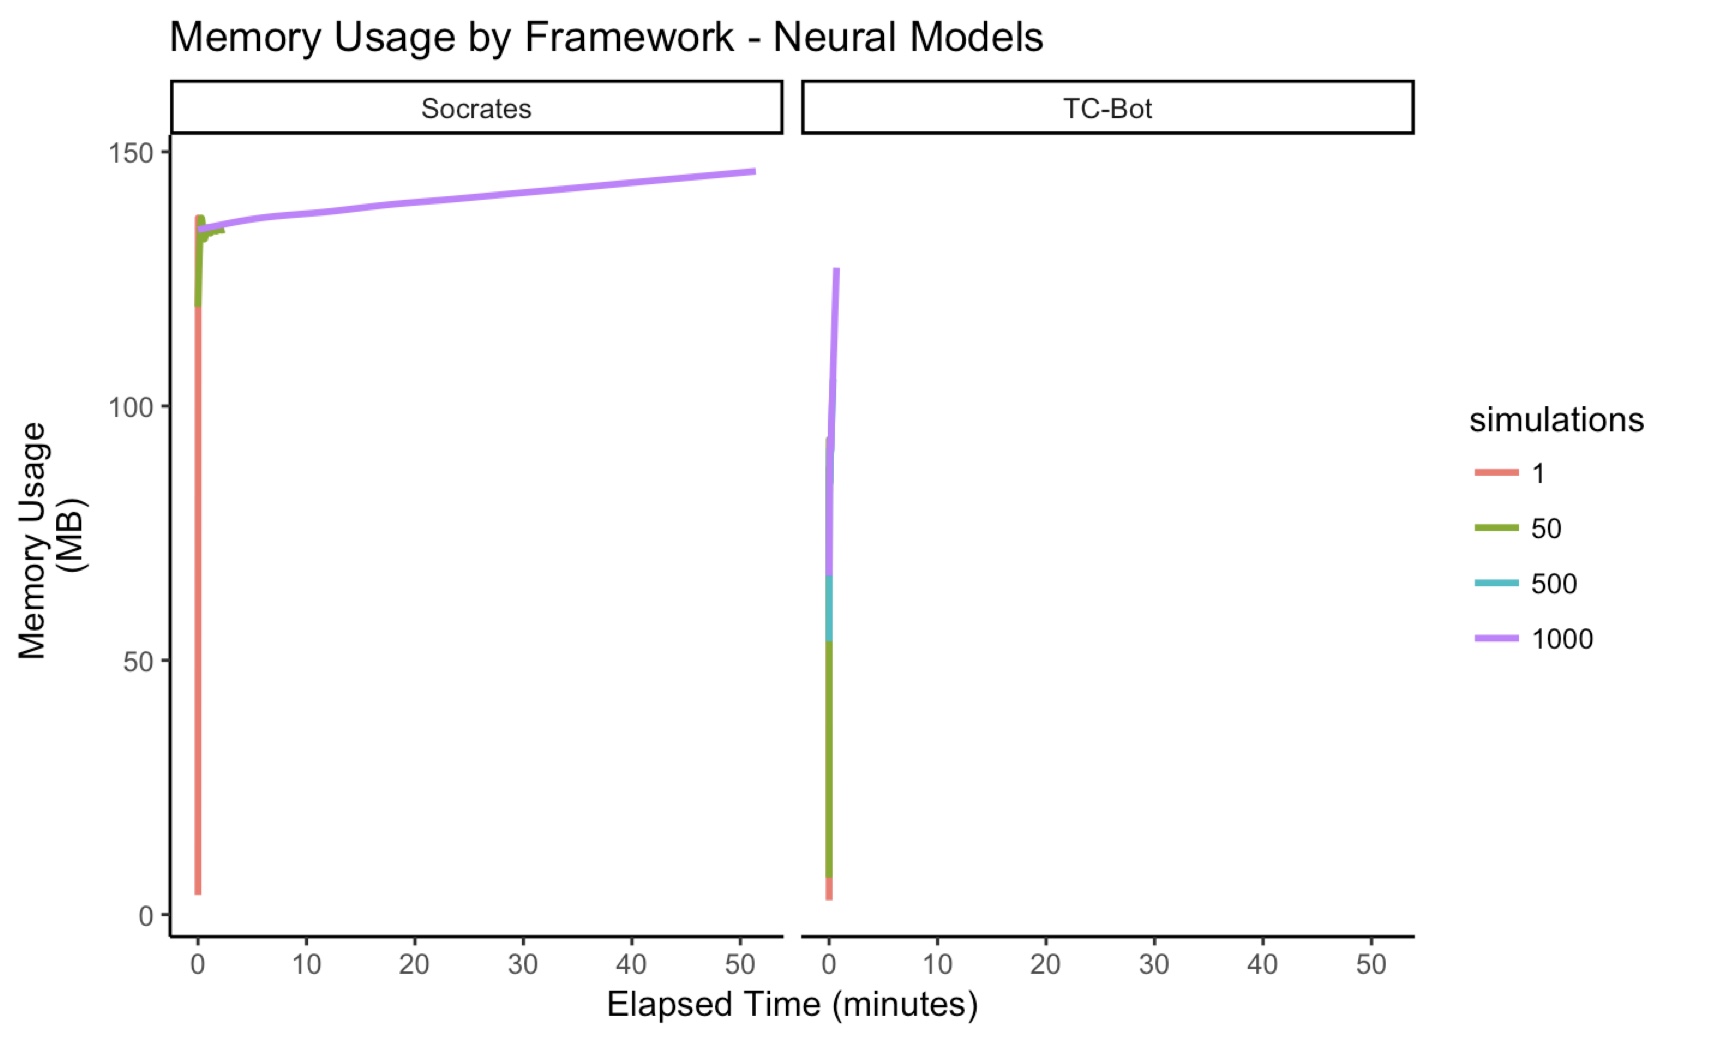 Memory Usage by Framework - Neural Models
Socrates
TC-Bot
150
100
50
0
Memory Usage
(MB)
0 10 20 30 40 50
0 10 20 30 40 50
Elapsed Time (minutes)
simulations
1
50
500
1000